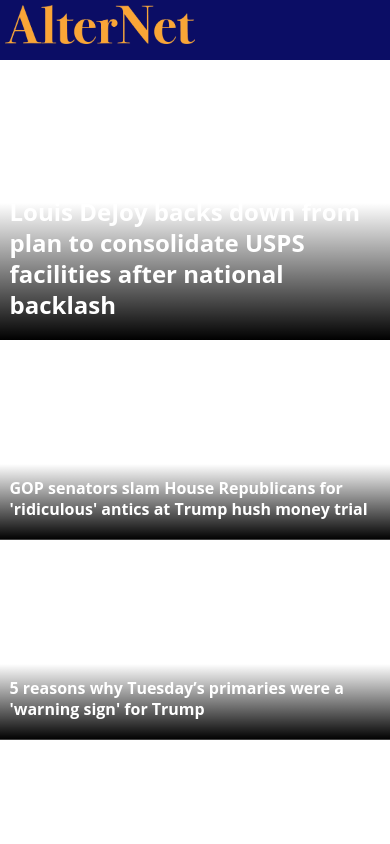 AlterNet
Louis DeJoy backs down from
plan to consolidate USPS
facilities after national
backlash
GOP senators slam House Republicans for
'ridiculous' antics at Trump hush money trial
5 reasons why Tuesday's primaries were a
'warning sign' for Trump